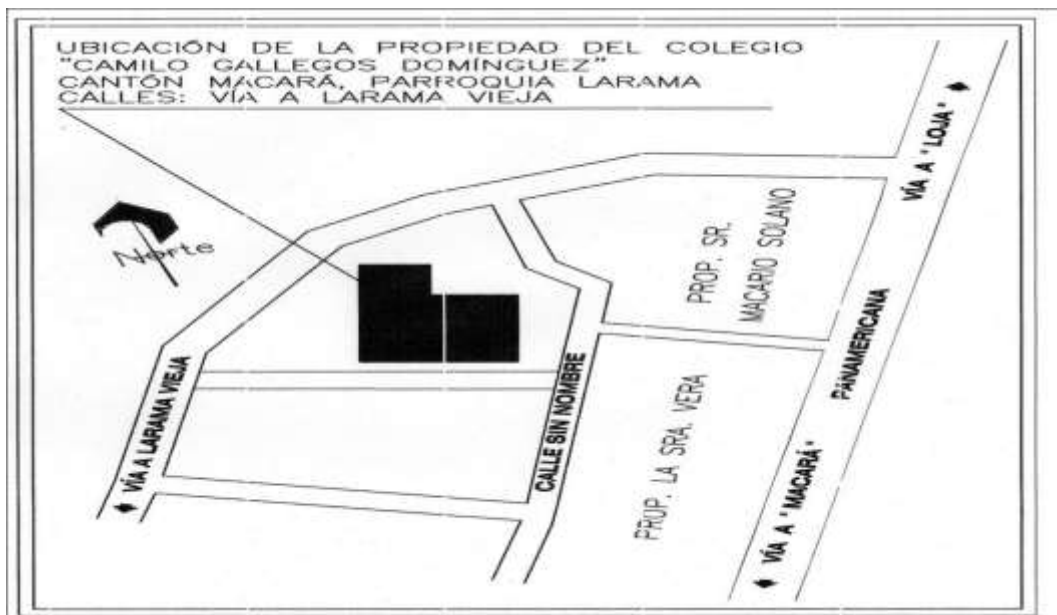 UBICACIÓN DE LA PROPIEDAD DEL COLEGIO
"CAMILO GALLEGOS DOMÍNGUEZ"
CANTÓN MACARÁ, PARROQUIA LARAMA
CALLES: VÍA A LARAMA VIEJA
Norte
VÍA A "LOJA"
PROP. SR.
MACARIO SOLANO
PANAMERICANA
VÍA A LARAMA VIEJA
CALLE SIN NOMBRE
PROP. LA SRA. VERA
VÍA A "MACARÁ"